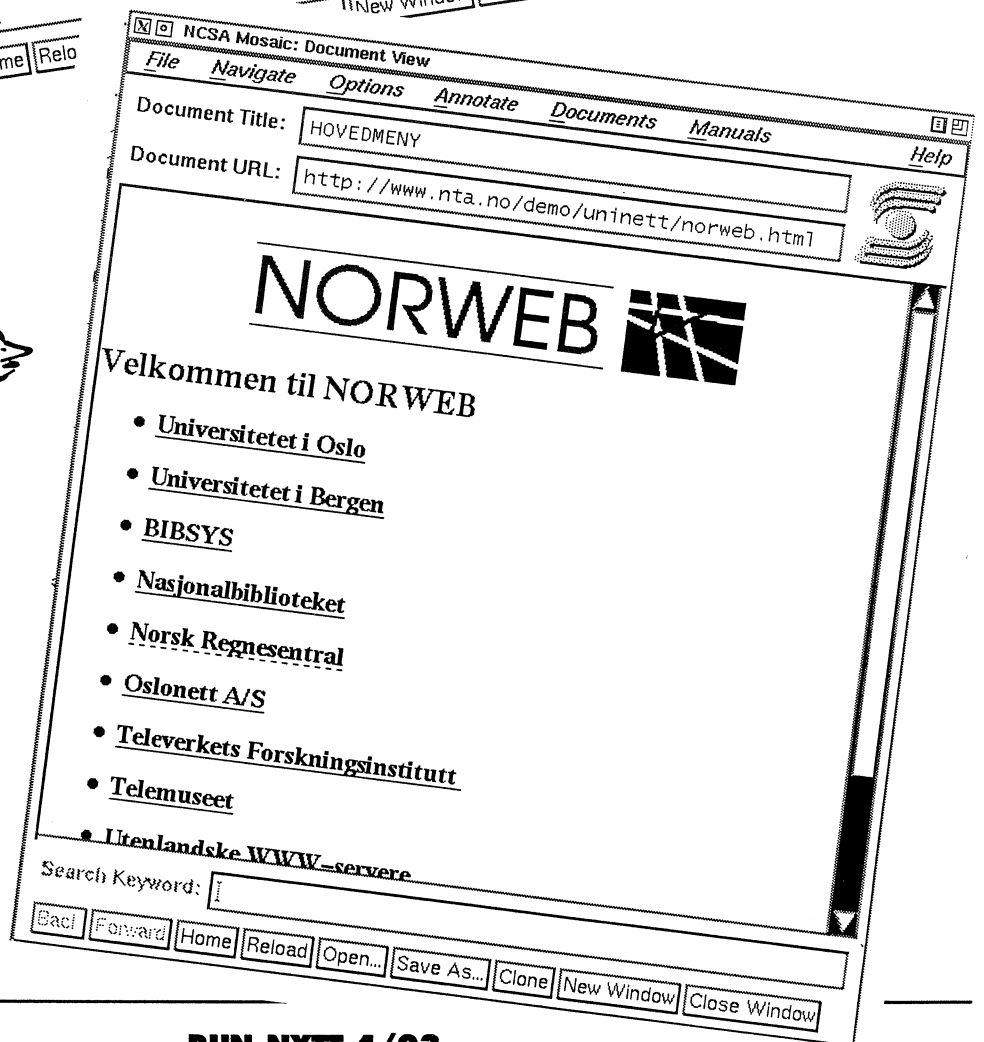 New Window
me Relo
NCSA Mosaic: Document View
File Navigate Options Annotate Documents Manuals Help
Document Title: HOVEDMENY
Document URL: http://www.nta.no/demo/uninett/norweb.html
NORWEB
Velkommen til NORWEB
• Universitetet i Oslo
• Universitetet i Bergen
• BIBSYS
• Nasjonalbiblioteket
• Norsk Regnesentral
• Oslonett A/S
• Televerkets Forskningsinstitutt
• Telemuseet
• Utenlandske WWW-servere
Search Keyword:
Back Forward Home Reload Open... Save As... Clone New Window Close Window